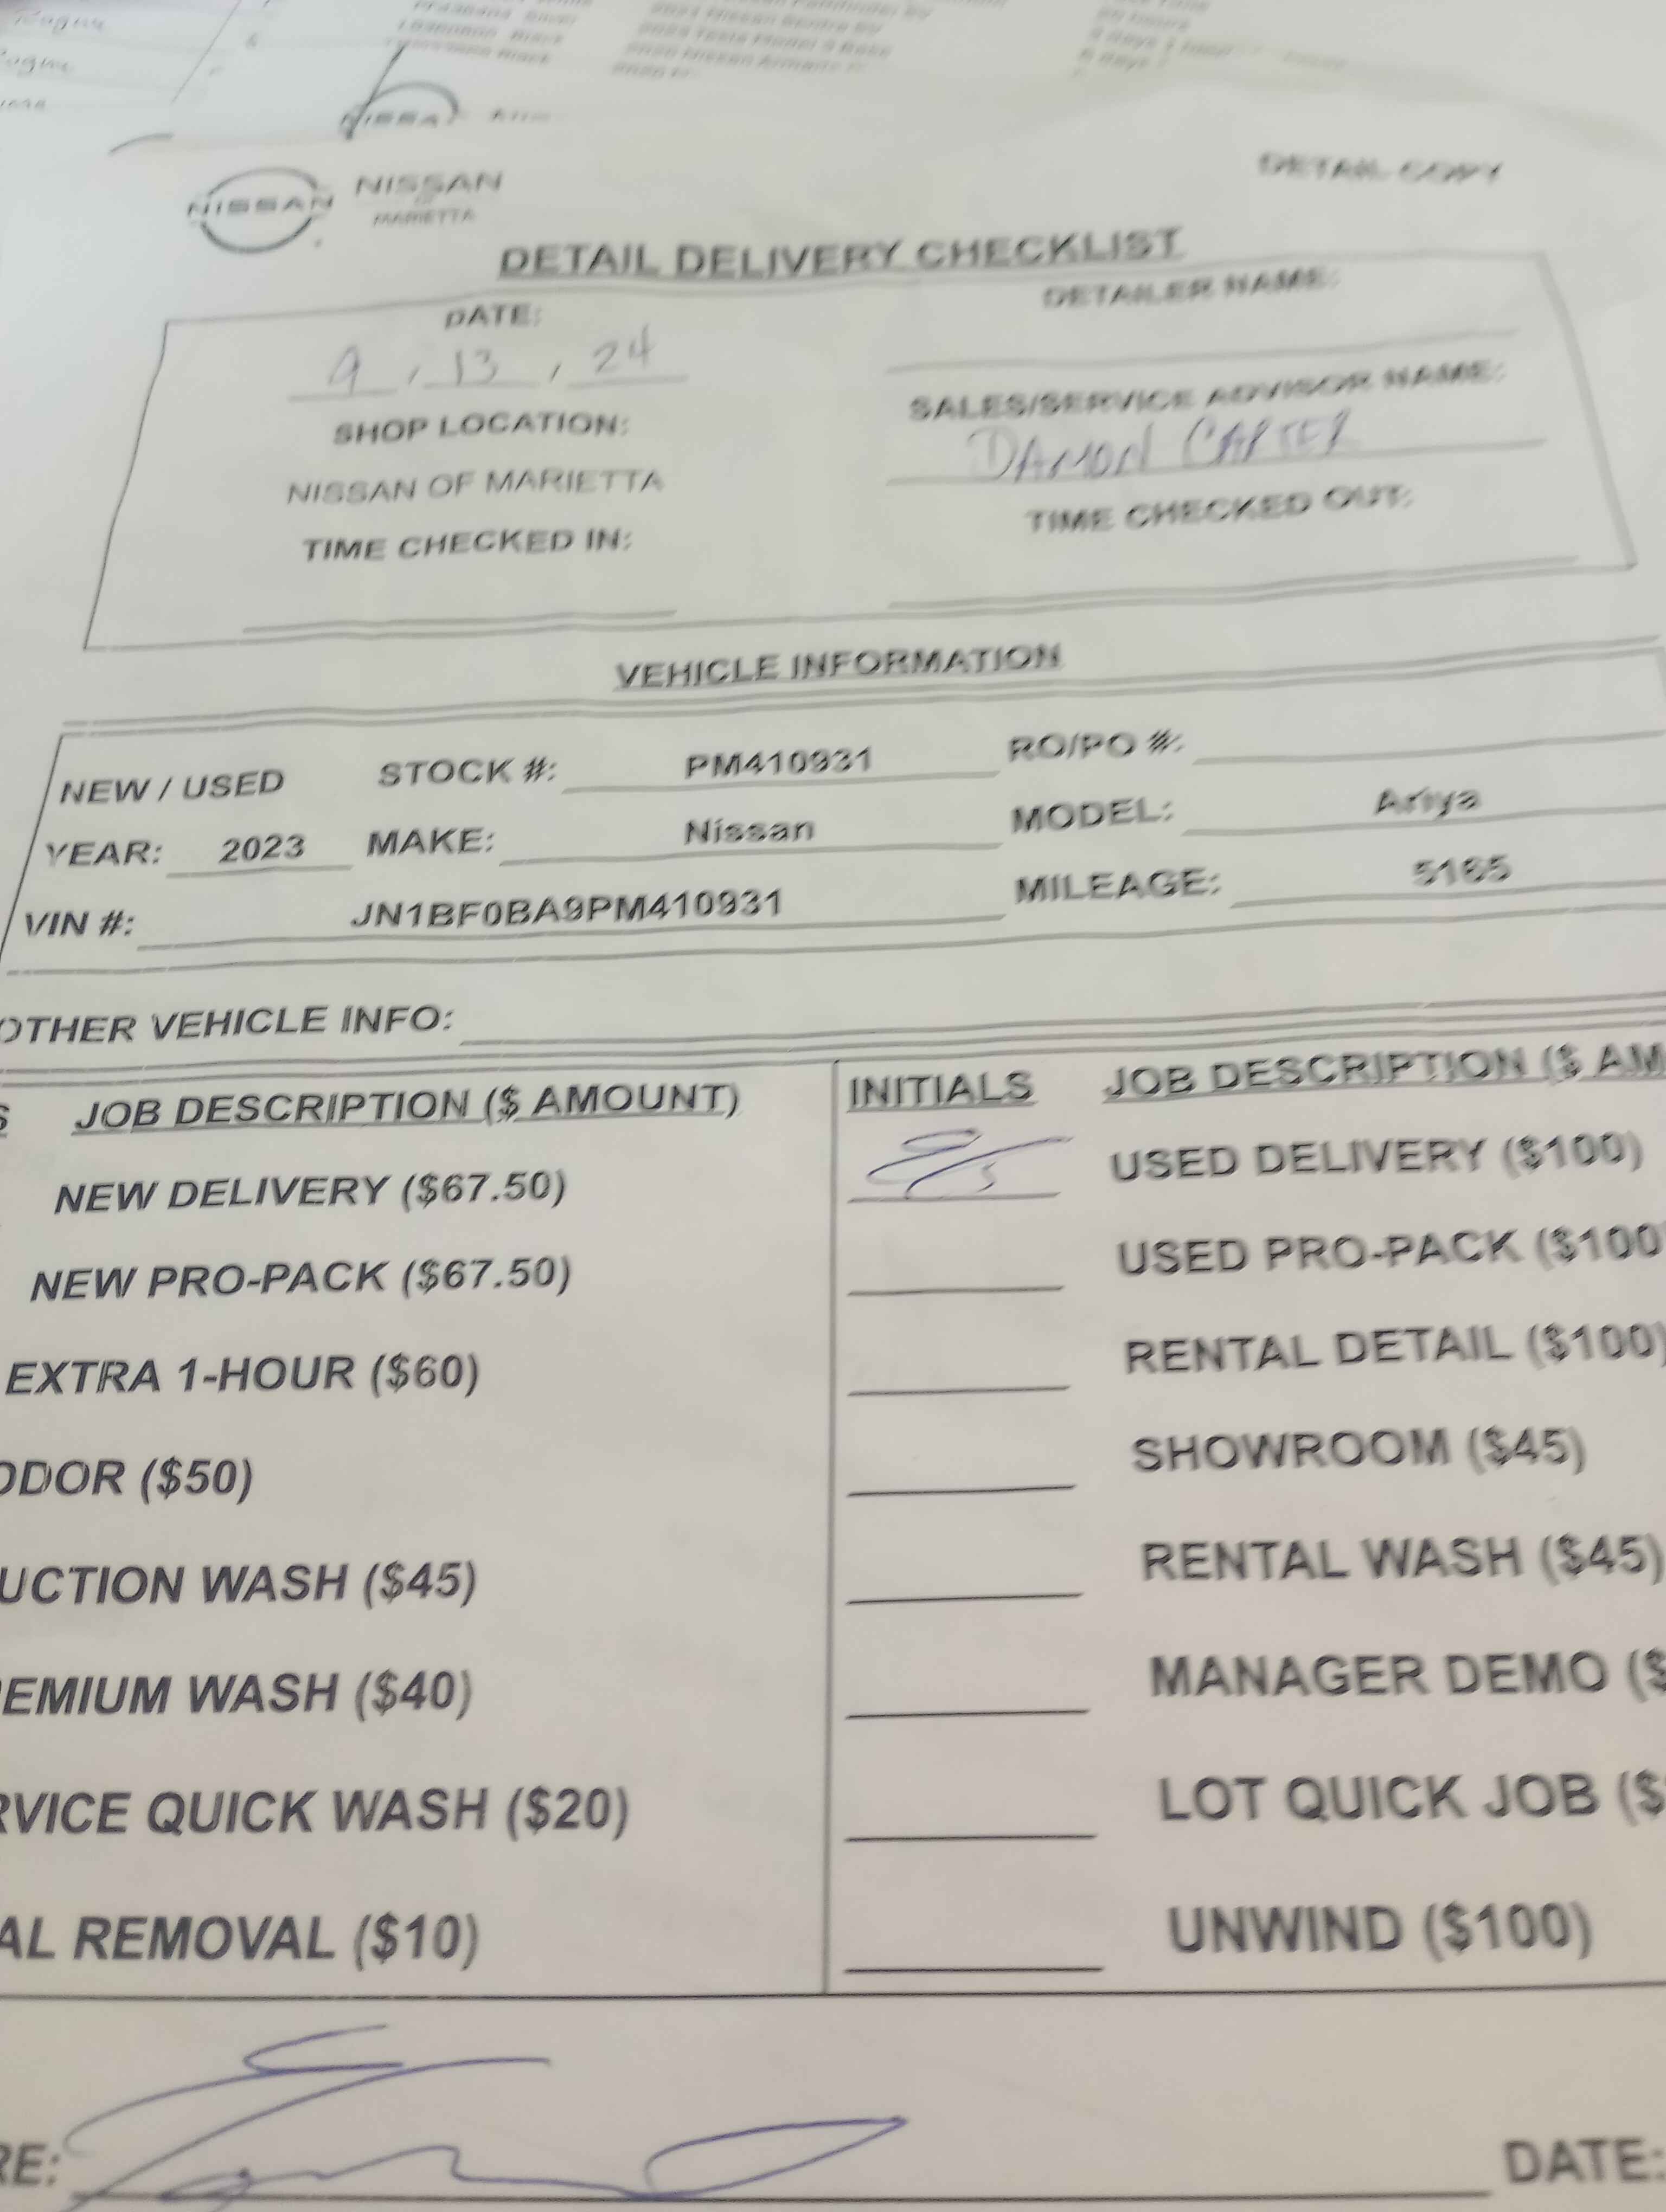 Rogue
NISSAN
NISSAN
NISSAN
MARIETTA
DETAIL COPY
DETAIL DELIVERY CHECKLIST
DATE:
DETAILER NAME:
9 / 13 / 24
SALES/SERVICE ADVISOR NAME:
SHOP LOCATION:
DAMON CARTER
NISSAN OF MARIETTA
TIME CHECKED OUT:
TIME CHECKED IN:
VEHICLE INFORMATION
NEW / USED STOCK #: PM410931 RO/PO #:
YEAR: 2023 MAKE: Nissan MODEL: Ariya
VIN #: JN1BF0BA9PM410931 MILEAGE: 5165
OTHER VEHICLE INFO:
S JOB DESCRIPTION ($ AMOUNT) INITIALS JOB DESCRIPTION ($ AM
NEW DELIVERY ($67.50) USED DELIVERY ($100)
NEW PRO-PACK ($67.50) USED PRO-PACK ($100
EXTRA 1-HOUR ($60) RENTAL DETAIL ($100)
ODOR ($50) SHOWROOM ($45)
UCTION WASH ($45) RENTAL WASH ($45)
EMIUM WASH ($40) MANAGER DEMO ($
RVICE QUICK WASH ($20) LOT QUICK JOB ($
AL REMOVAL ($10) UNWIND ($100)
RE: DATE: